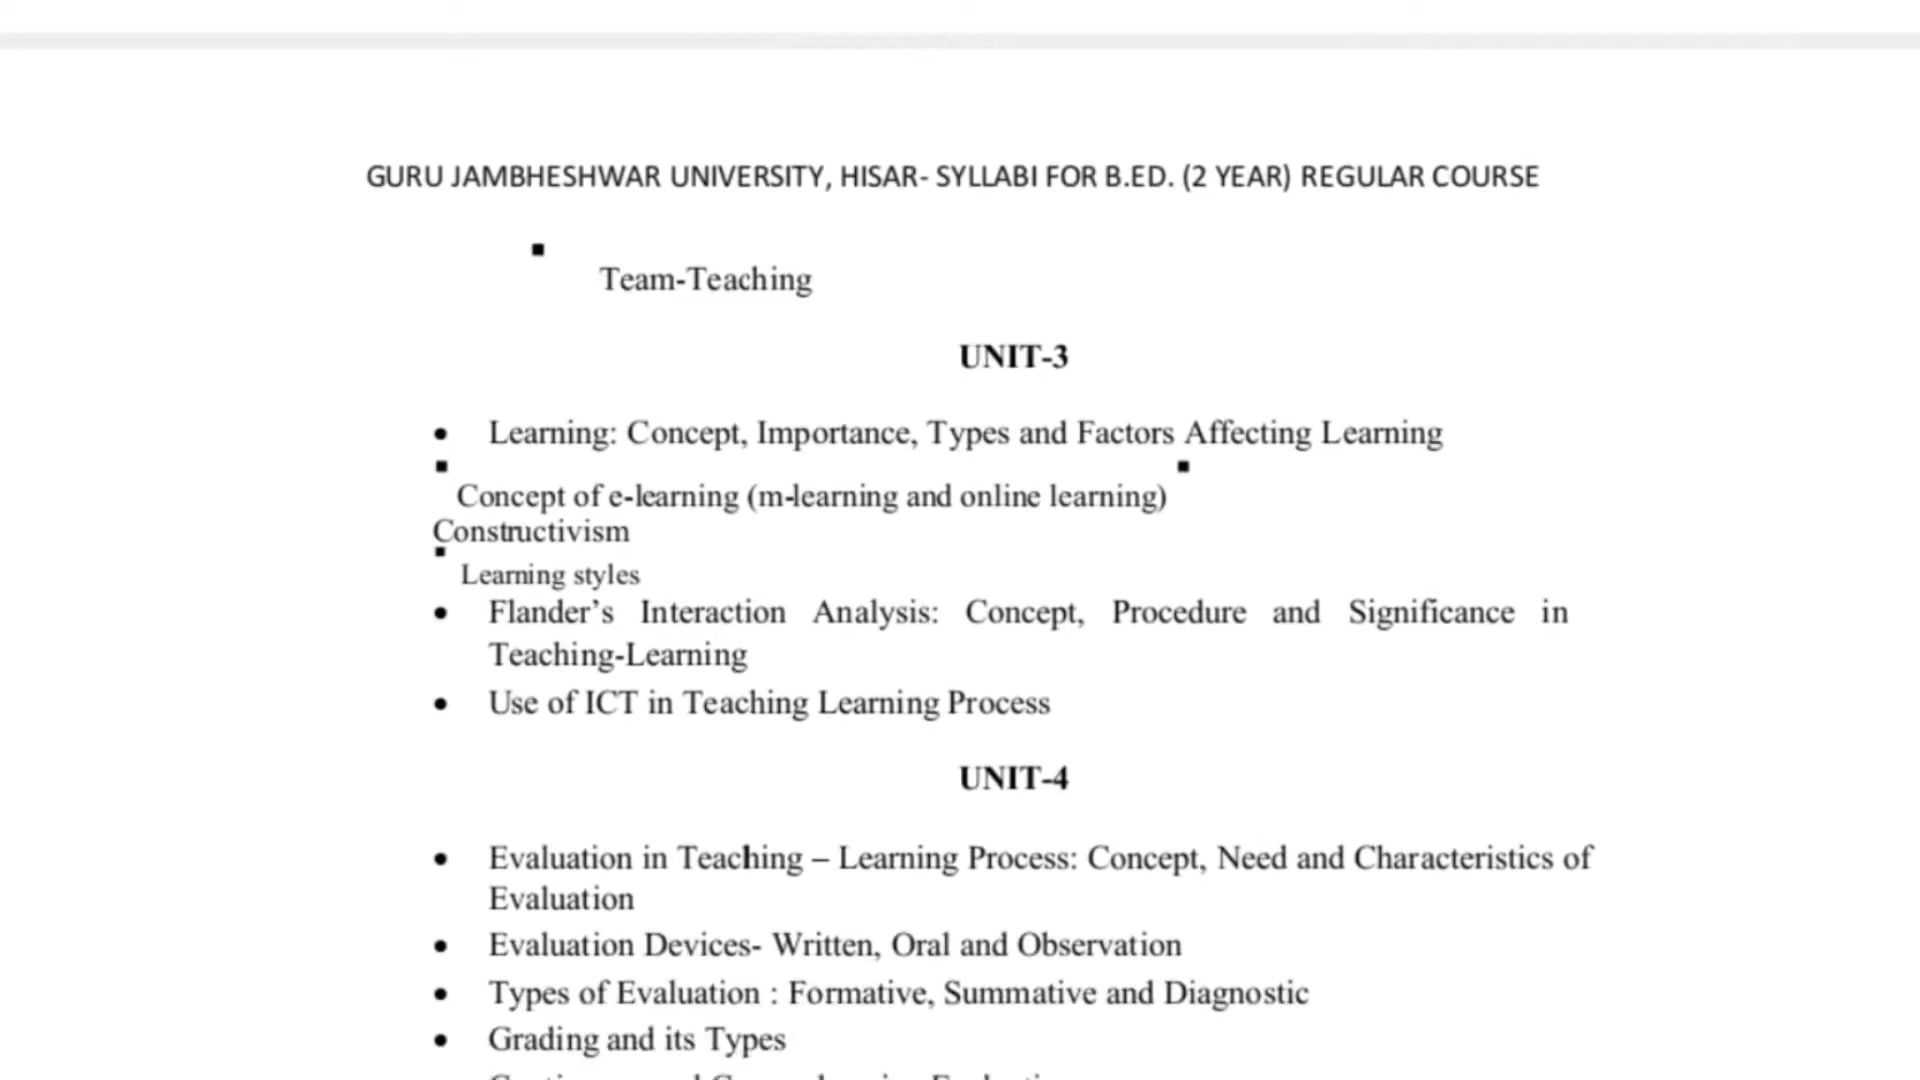 GURU JAMBHESHWAR UNIVERSITY, HISAR- SYLLABI FOR B.ED. (2 YEAR) REGULAR COURSE
▪
Team-Teaching
UNIT-3
• Learning: Concept, Importance, Types and Factors Affecting Learning
▪ ▪
Concept of e-learning (m-learning and online learning)
Constructivism
▪
Learning styles
• Flander’s Interaction Analysis: Concept, Procedure and Significance in
Teaching-Learning
• Use of ICT in Teaching Learning Process
UNIT-4
• Evaluation in Teaching – Learning Process: Concept, Need and Characteristics of
Evaluation
• Evaluation Devices- Written, Oral and Observation
• Types of Evaluation : Formative, Summative and Diagnostic
• Grading and its Types